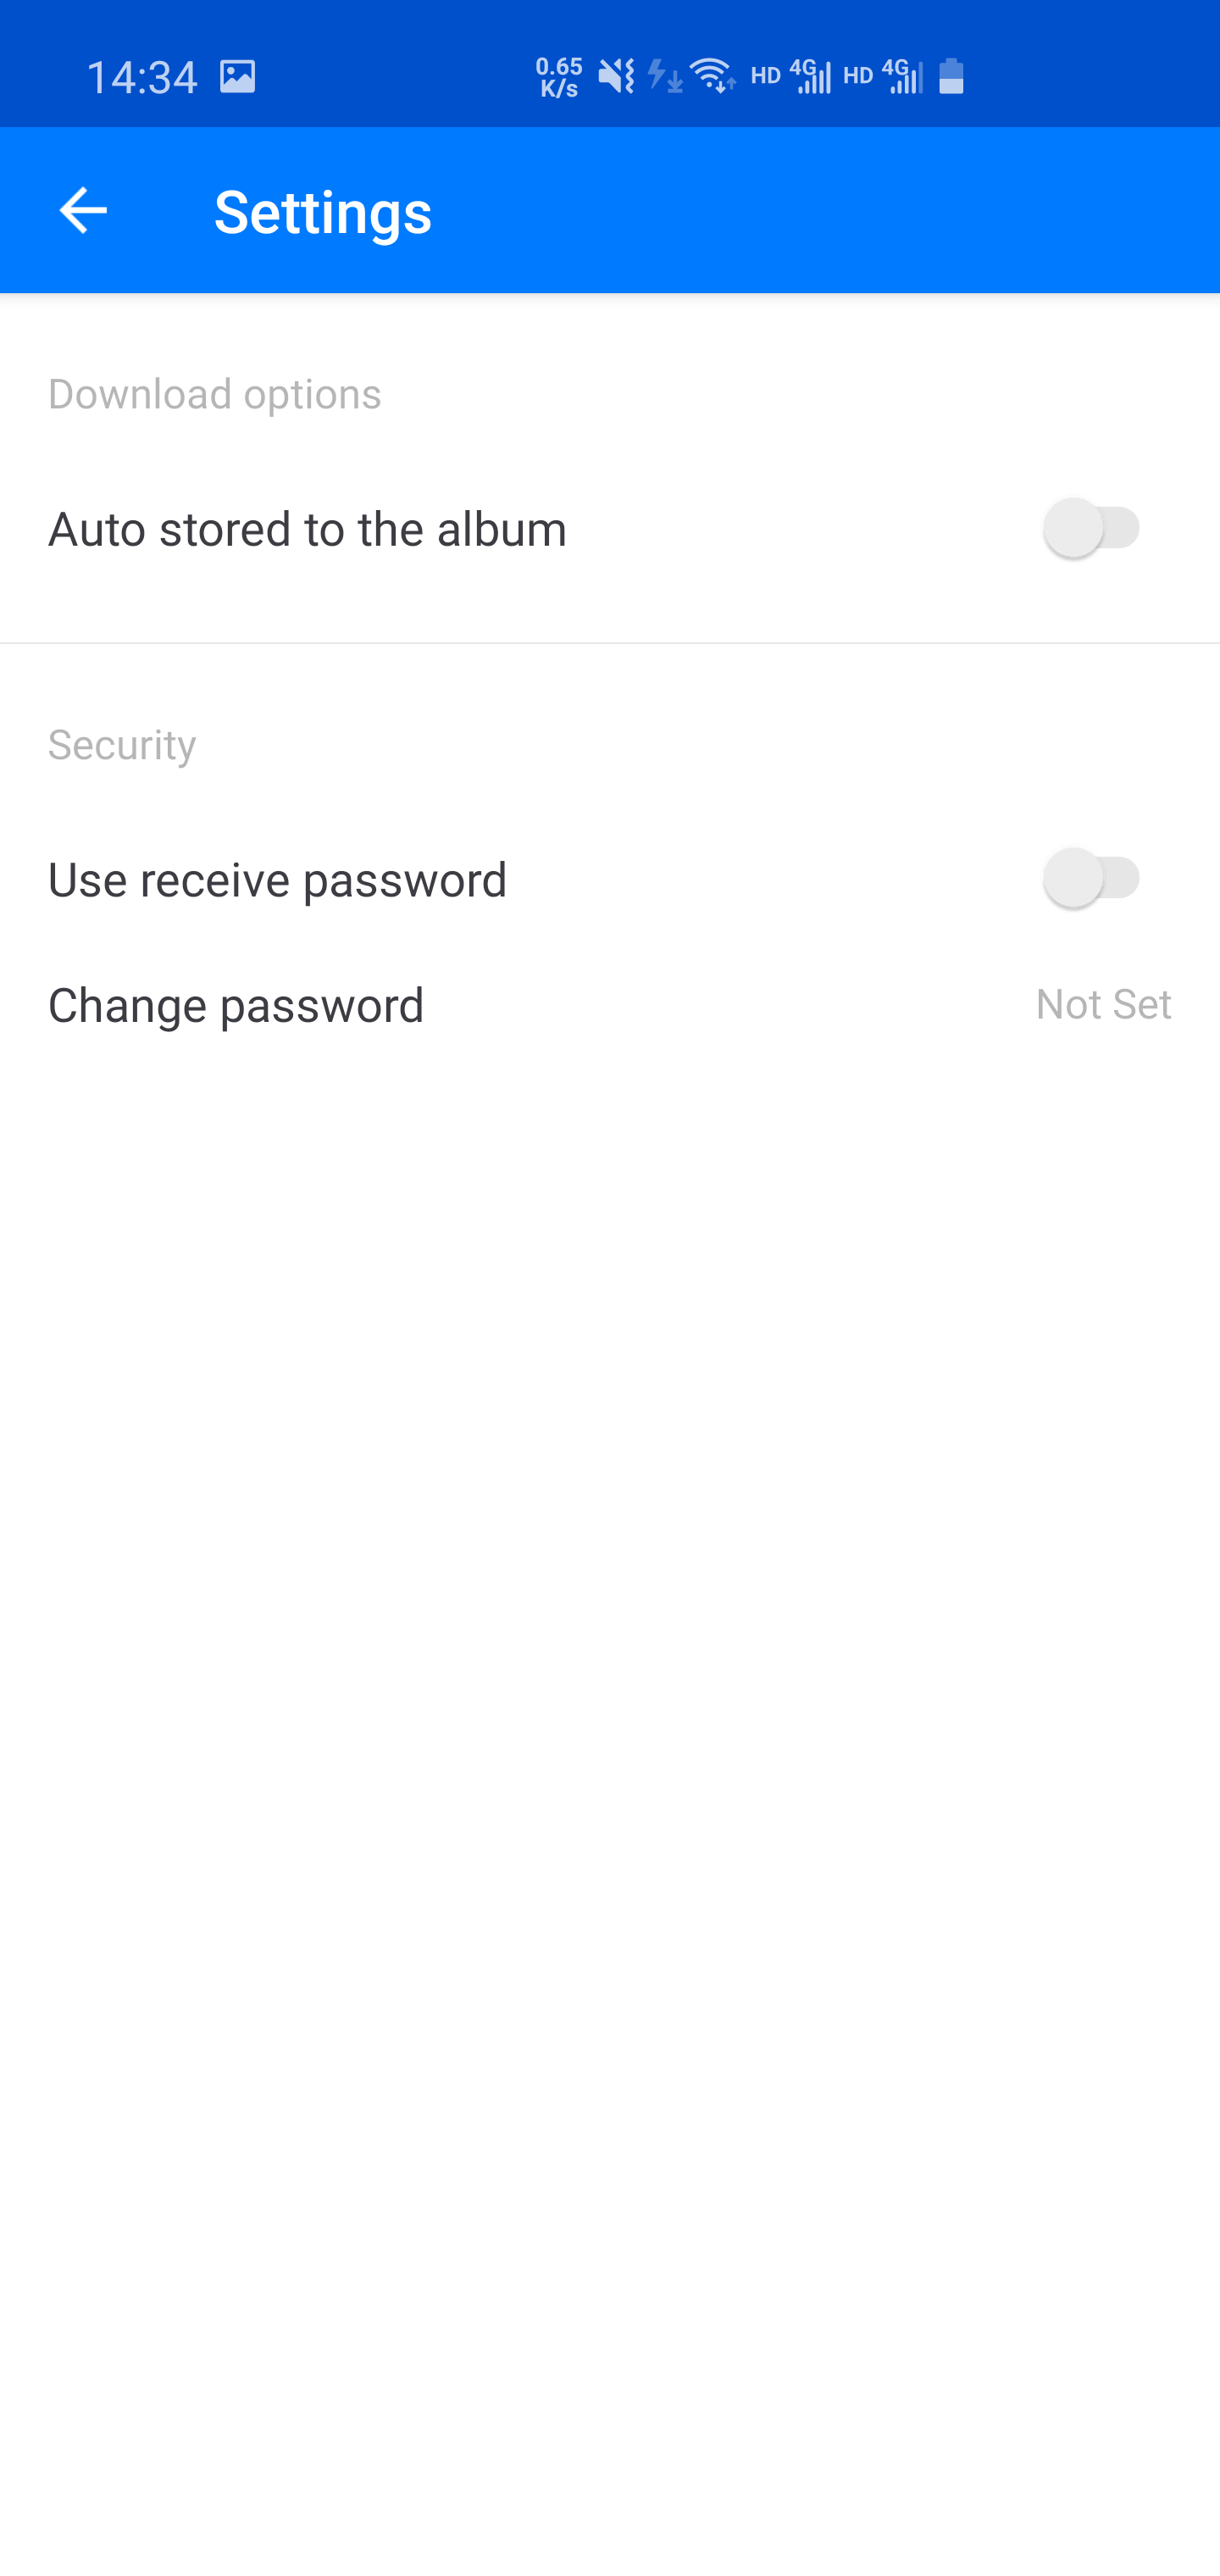 14:34
0.65
K/s
HD 4G HD 4G
Settings
Download options
Auto stored to the album
Security
Use receive password
Change password
Not Set